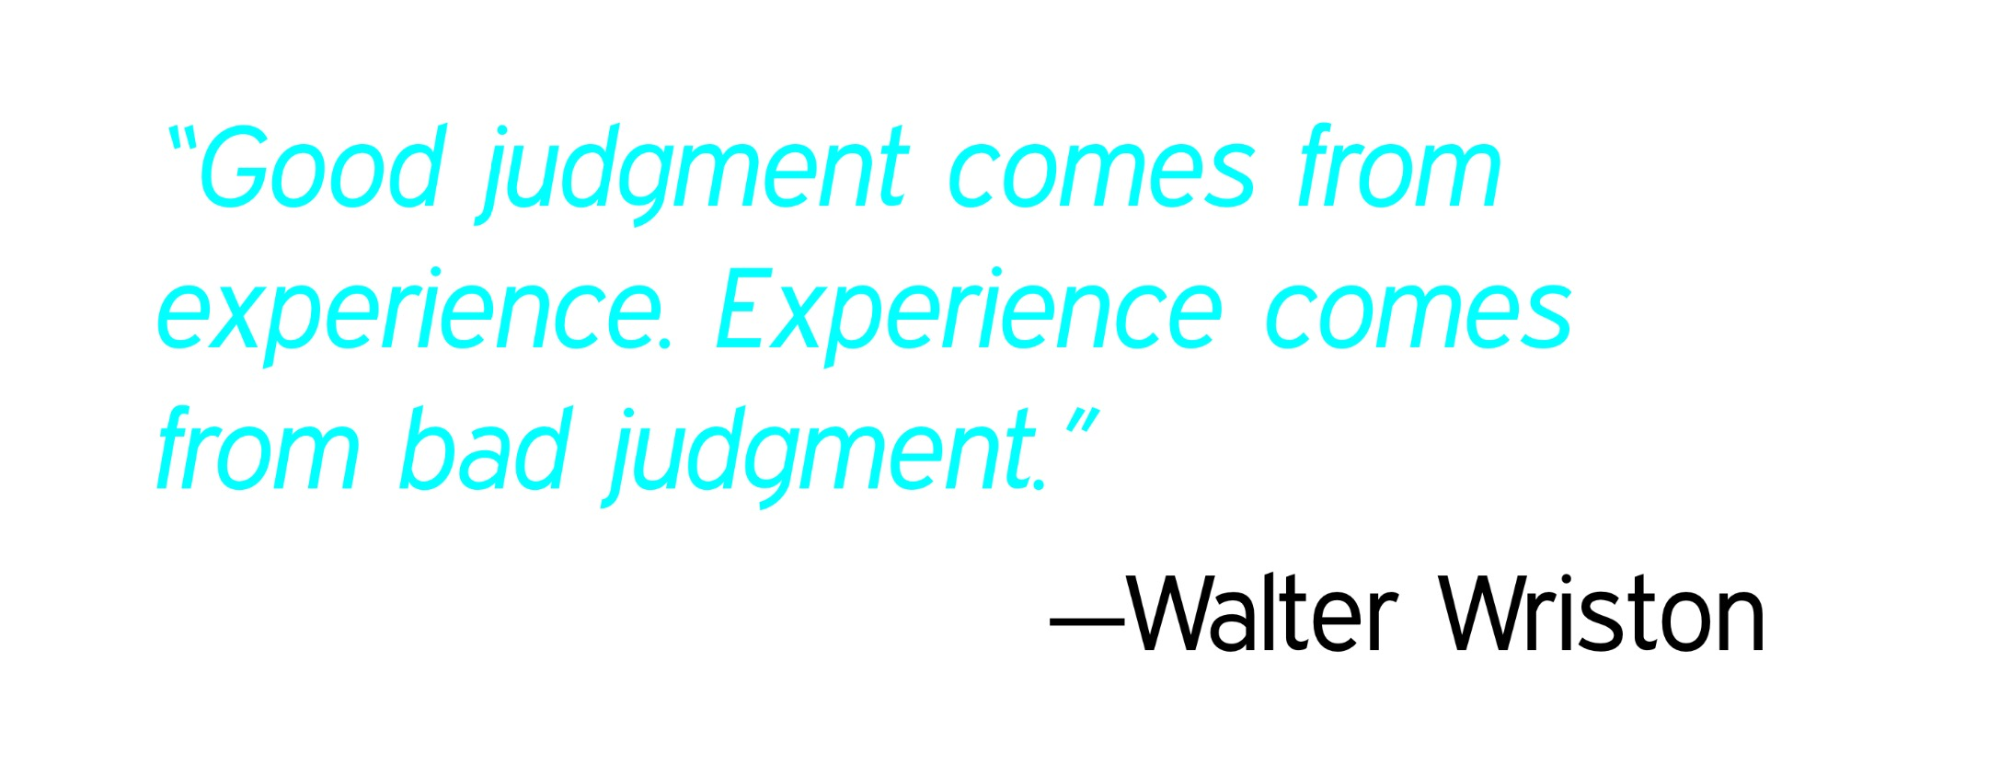 “Good judgment comes from
experience. Experience comes
from bad judgment.”
—Walter Wriston